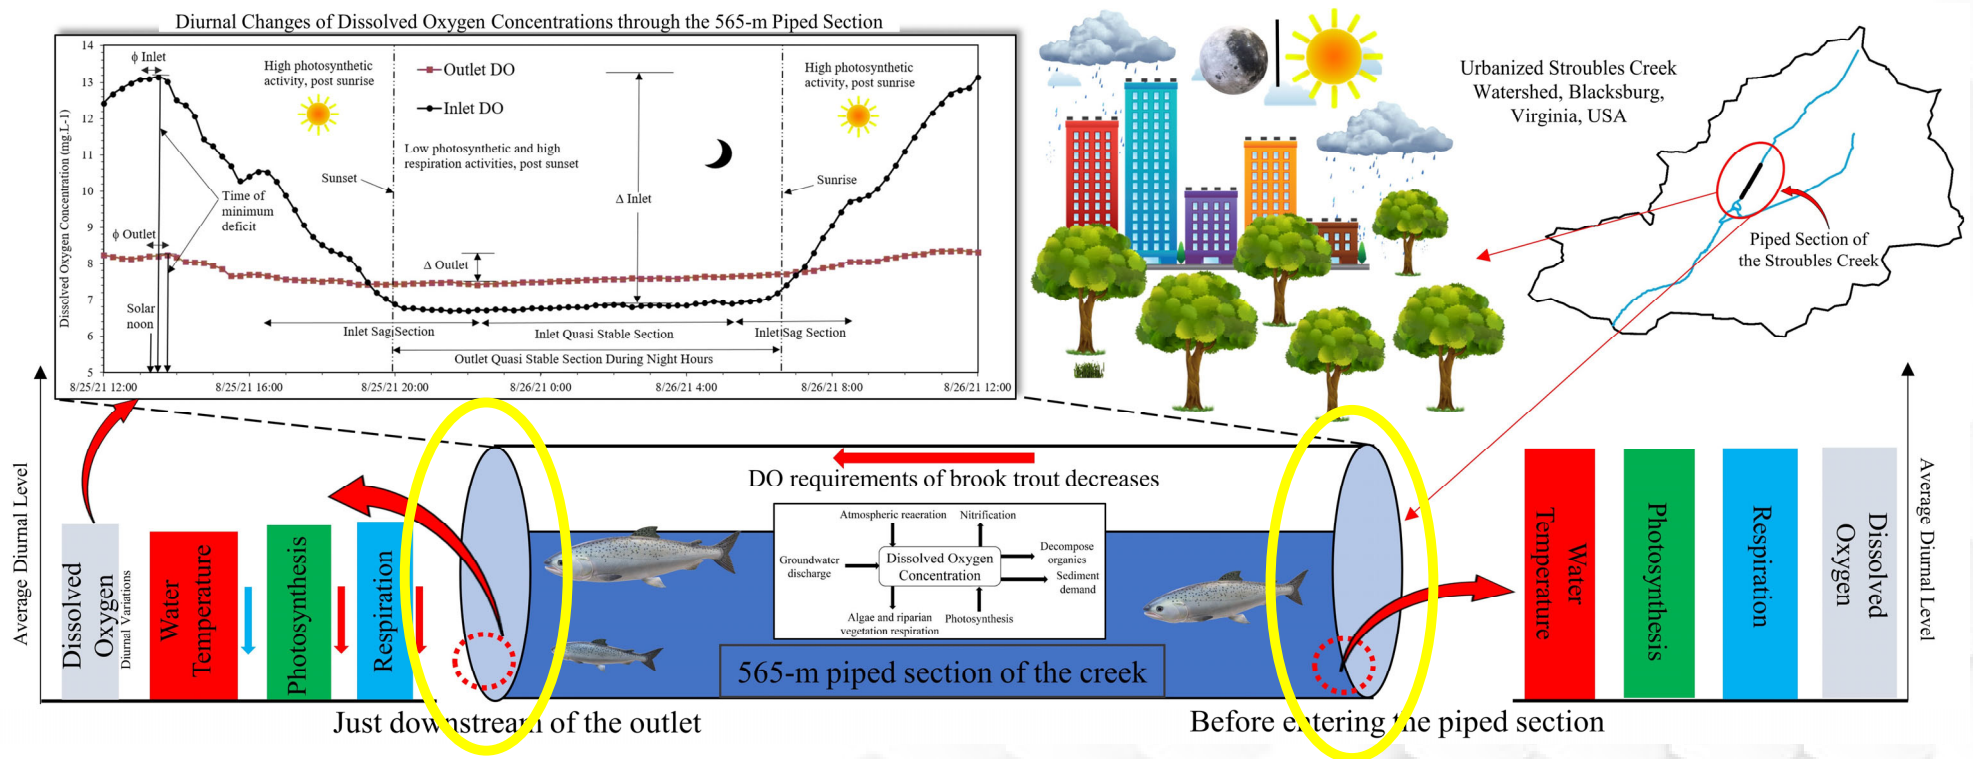 Diurnal Changes of Dissolved Oxygen Concentrations through the 565-m Piped Section
Dissolved Oxygen Concentration (mg.L-1)
14
13
12
11
10
9
8
7
6
5
8/25/21 12:00
8/25/21 16:00
8/25/21 20:00
8/26/21 0:00
8/26/21 4:00
8/26/21 8:00
8/26/21 12:00
ϕ Inlet
High photosynthetic
activity, post sunrise
Outlet DO
Inlet DO
Low photosynthetic and high
respiration activities, post sunset
High photosynthetic
activity, post sunrise
Sunset
Sunrise
Time of
minimum
deficit
Δ Inlet
ϕ Outlet
Δ Outlet
Solar
noon
Inlet Sag Section
Inlet Quasi Stable Section
Inlet Sag Section
Outlet Quasi Stable Section During Night Hours
Urbanized Stroubles Creek
Watershed, Blacksburg,
Virginia, USA
Piped Section of
the Stroubles Creek
Average Diurnal Level
Dissolved
Oxygen
Diurnal Variations
Water
Temperature
Photosynthesis
Respiration
DO requirements of brook trout decreases
Atmospheric reaeration
Nitrification
Groundwater
discharge
Dissolved Oxygen
Concentration
Decompose
organics
Sediment
demand
Algae and riparian
vegetation respiration
Photosynthesis
565-m piped section of the creek
Water
Temperature
Photosynthesis
Respiration
Dissolved
Oxygen
Average Diurnal Level
Just downstream of the outlet
Before entering the piped section